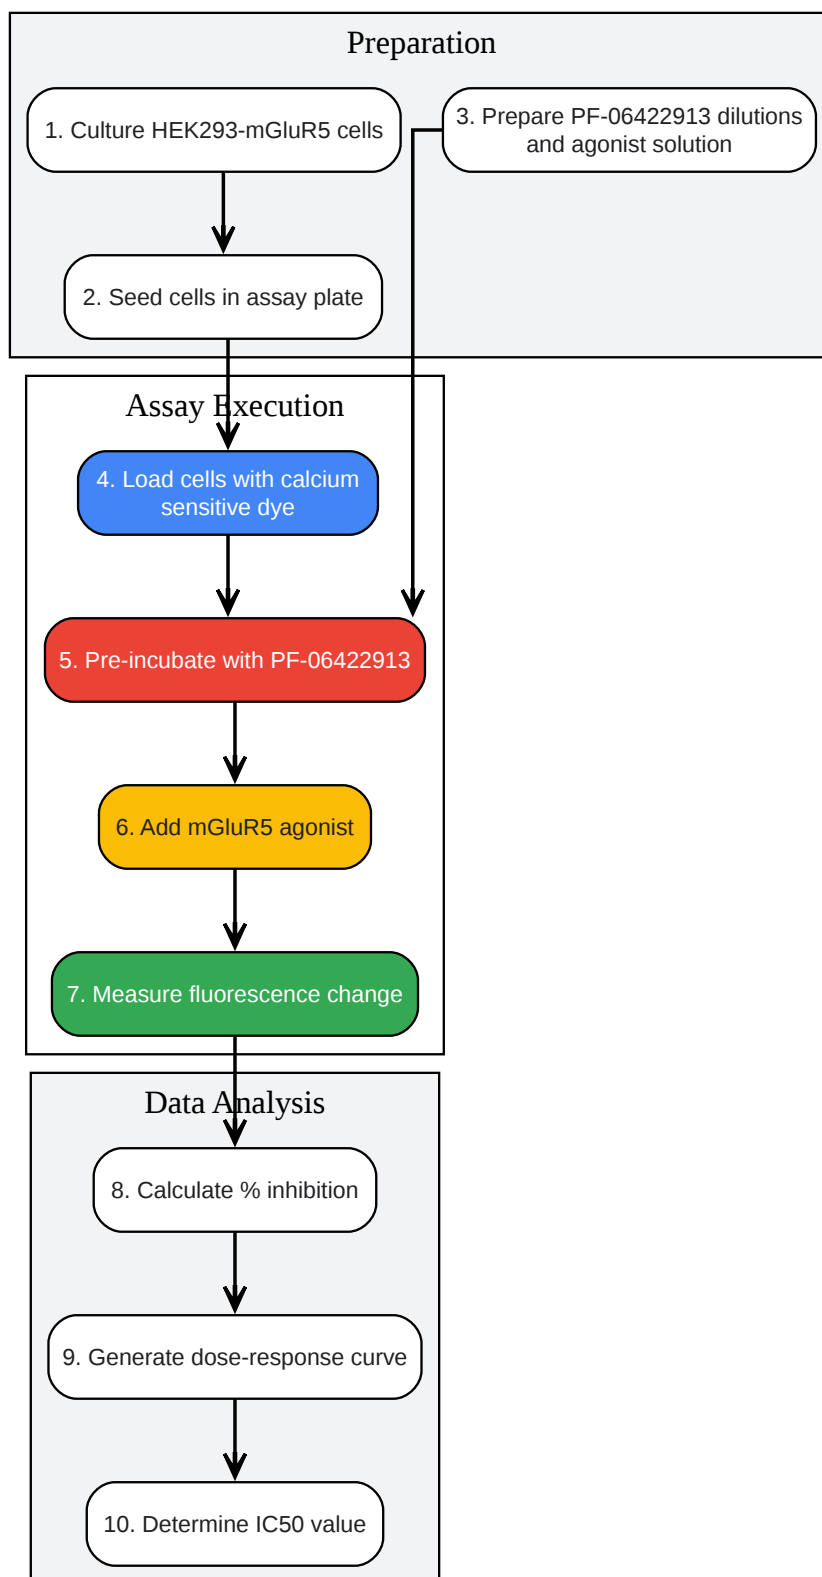 Preparation
1. Culture HEK293-mGluR5 cells
3. Prepare PF-06422913 dilutions
and agonist solution
2. Seed cells in assay plate
Assay Execution
4. Load cells with calcium
sensitive dye
5. Pre-incubate with PF-06422913
6. Add mGluR5 agonist
7. Measure fluorescence change
Data Analysis
8. Calculate % inhibition
9. Generate dose-response curve
10. Determine IC50 value